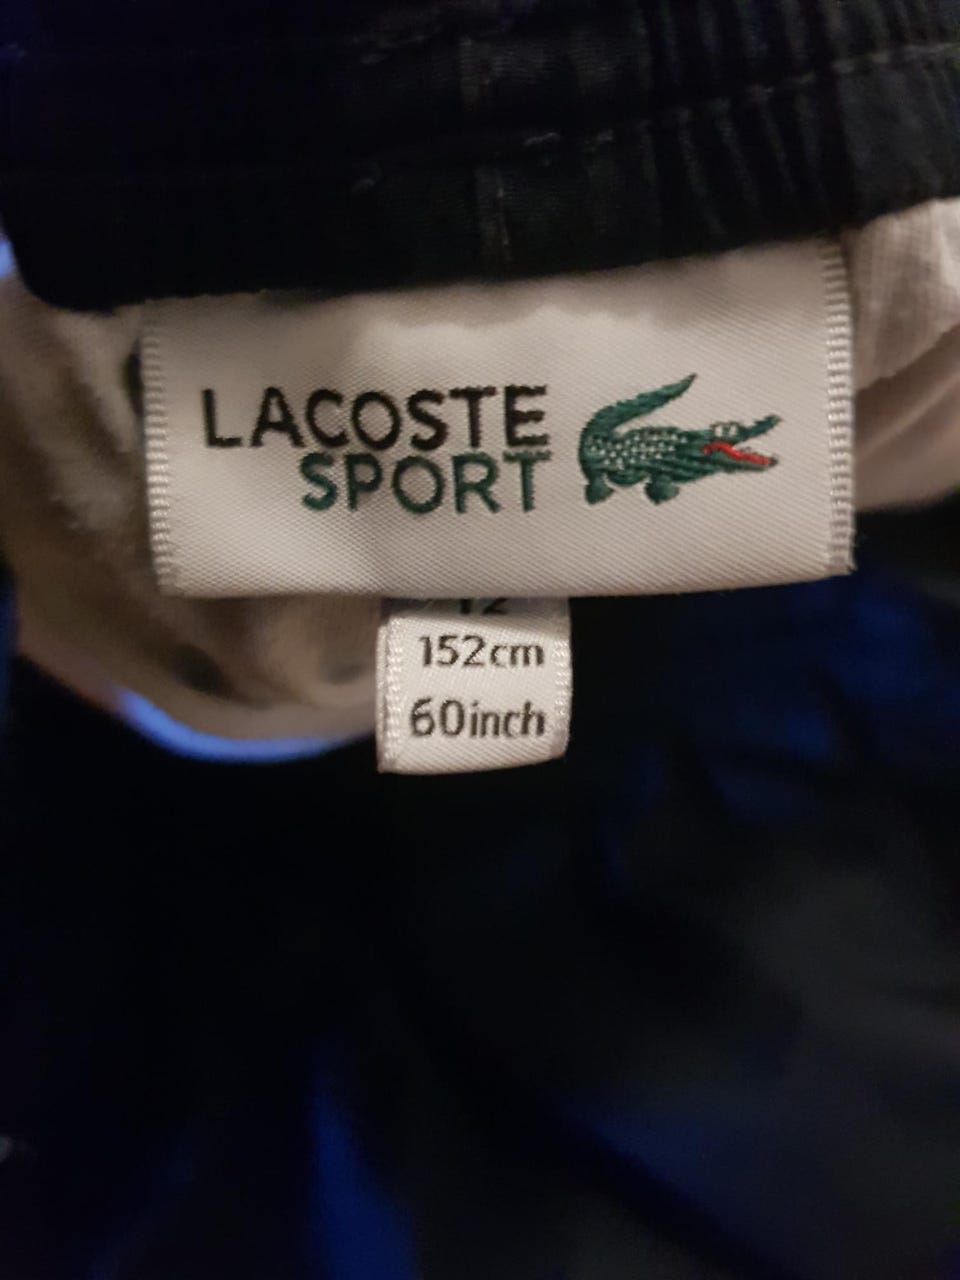 LACOSTE
SPORT
12
152cm
60inch